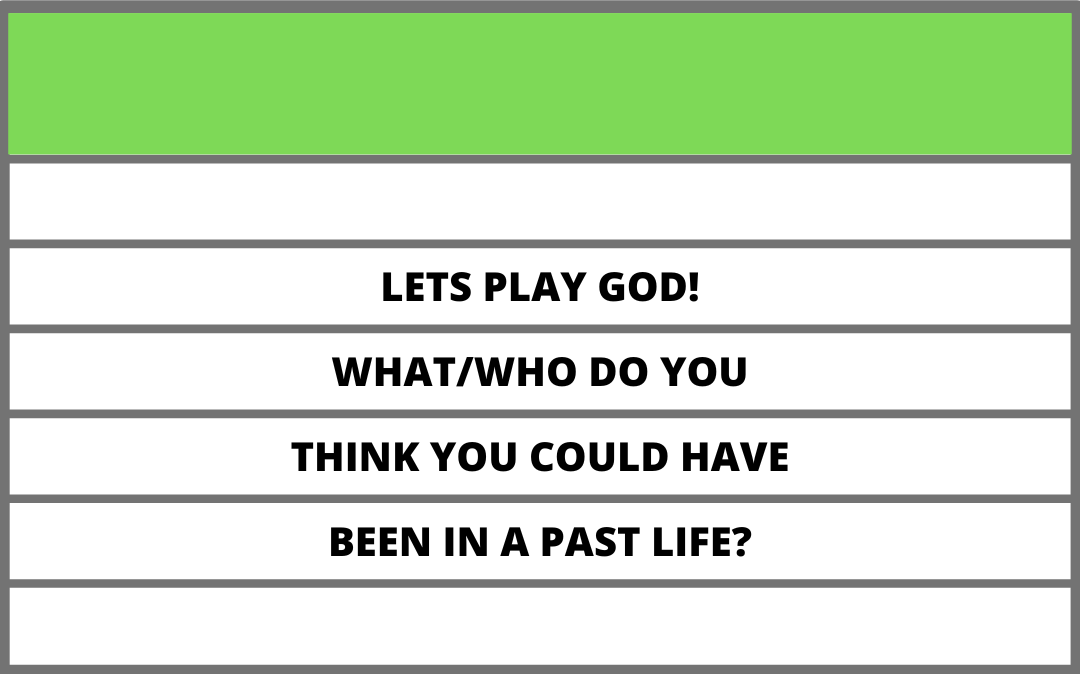 LETS PLAY GOD!
WHAT/WHO DO YOU
THINK YOU COULD HAVE
BEEN IN A PAST LIFE?